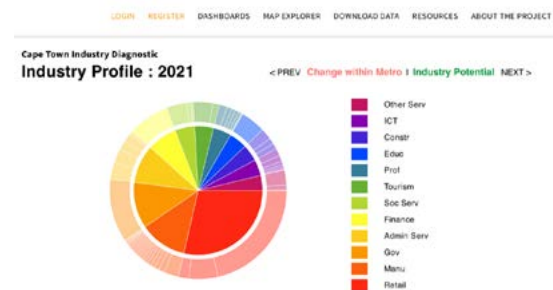 LOGIN REGISTER DASHBOARDS MAP EXPLORER DOWNLOAD DATA RESOURCES ABOUT THE PROJECT
Cape Town Industry Diagnostic
Industry Profile : 2021
< PREV Change within Metro I Industry Potential NEXT >
Other Serv
ICT
Constr
Educ
Prof
Tourism
Soc Serv
Finance
Admin Serv
Gov
Manu
Retail